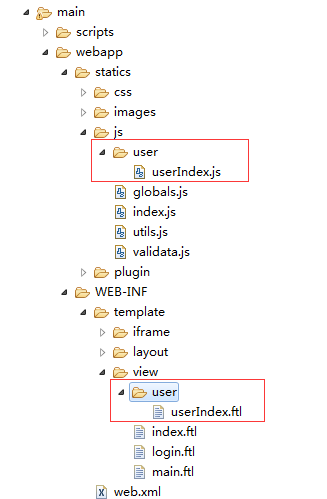 main
scripts
webapp
statics
css
images
js
user
userIndex.js
globals.js
index.js
utils.js
validata.js
plugin
WEB-INF
template
iframe
layout
view
user
userIndex.ftl
index.ftl
login.ftl
main.ftl
web.xml